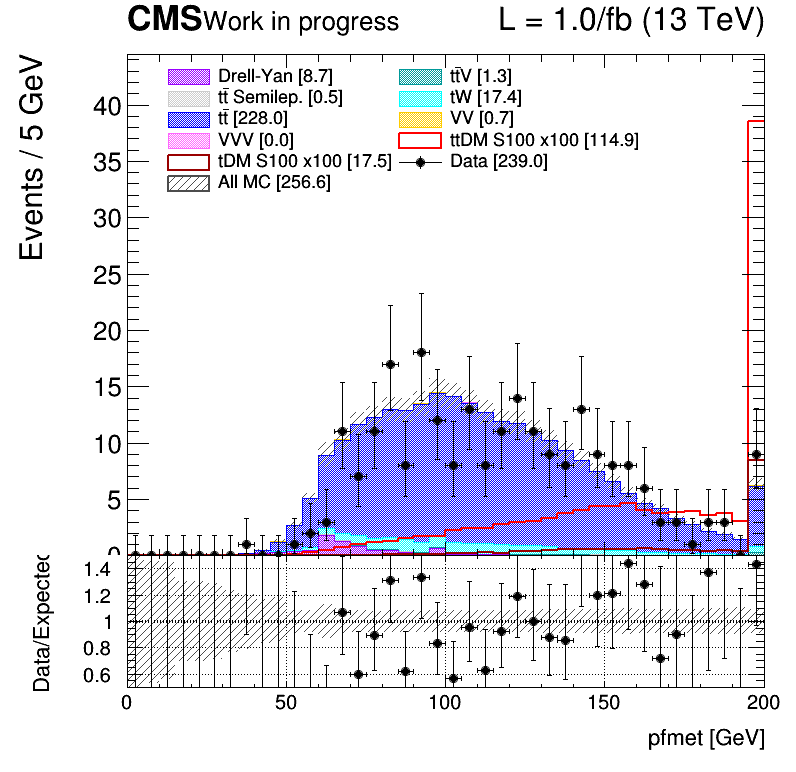 CMS Work in progress L = 1.0/fb (13 TeV)
Events / 5 GeV
Drell-Yan [8.7] tt̄V [1.3]
tt̄ Semilep. [0.5] tW [17.4]
tt̄ [228.0] VV [0.7]
VVV [0.0] ttDM S100 x100 [114.9]
tDM S100 x100 [17.5] Data [239.0]
All MC [256.6]
40
35
30
25
20
15
10
5
0
Data/Expected
1.4
1.2
1
0.8
0.6
0 50 100 150 200
pfmet [GeV]